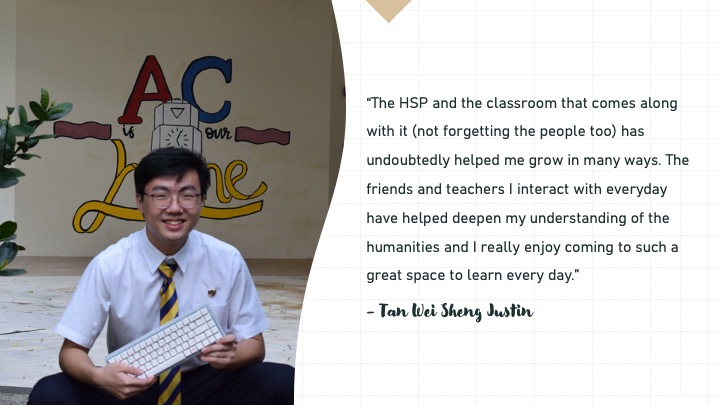 AC
is our
home
“The HSP and the classroom that comes along
with it (not forgetting the people too) has
undoubtedly helped me grow in many ways. The
friends and teachers I interact with everyday
have helped deepen my understanding of the
humanities and I really enjoy coming to such a
great space to learn every day.”
- Tan Wei Sheng Justin